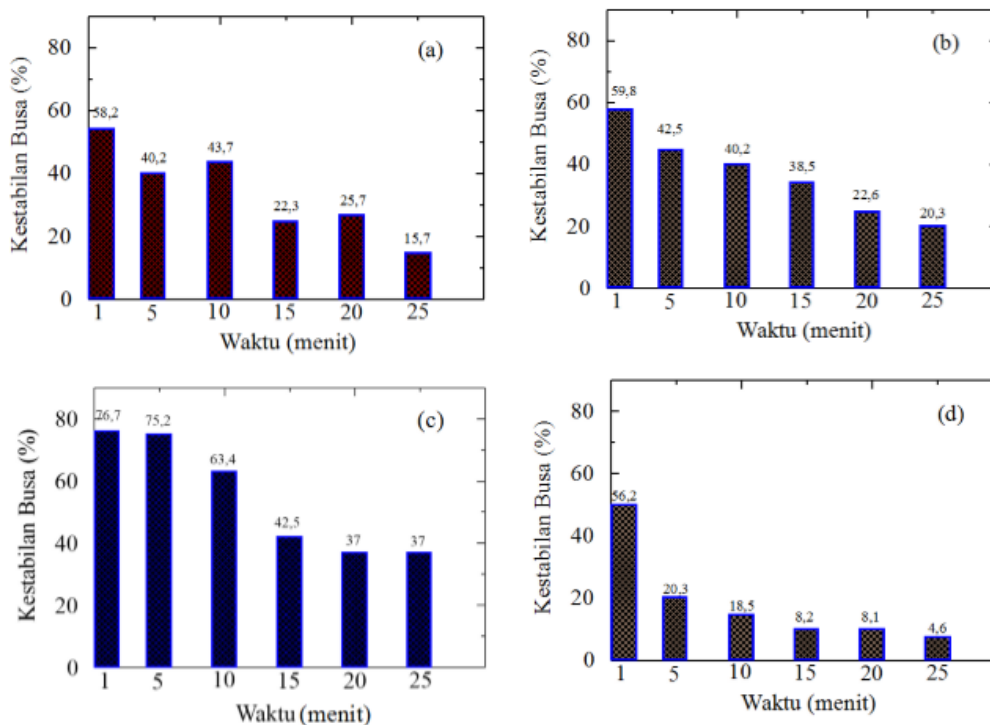 (a)
Kestabilan Busa (%)
80
60
40
20
0
58,2
40,2
43,7
22,3
25,7
15,7
1 5 10 15 20 25
Waktu (menit)
(b)
Kestabilan Busa (%)
80
60
40
20
0
59,8
42,5
40,2
38,5
22,6
20,3
1 5 10 15 20 25
Waktu (menit)
(c)
Kestabilan Busa (%)
80
60
40
20
0
76,7
75,2
63,4
42,5
37
37
1 5 10 15 20 25
Waktu (menit)
(d)
Kestabilan Busa (%)
80
60
40
20
0
56,2
20,3
18,5
8,2
8,1
4,6
1 5 10 15 20 25
Waktu (menit)